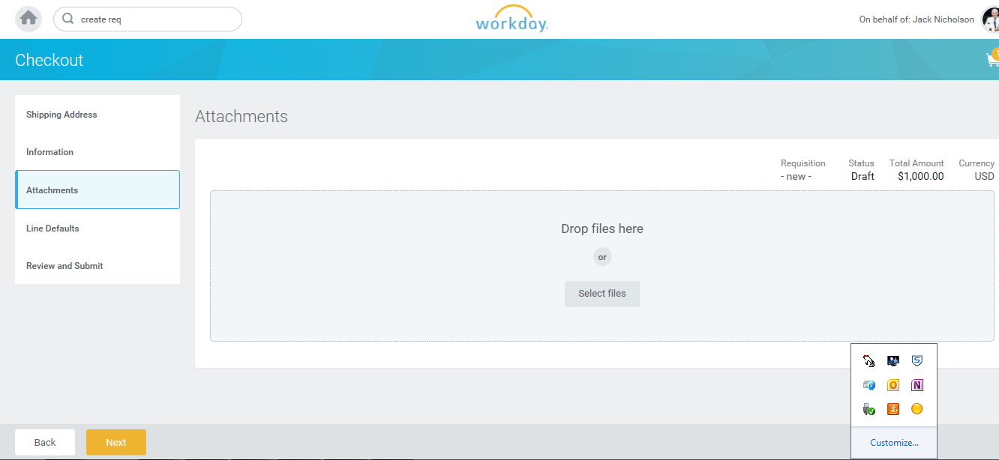 create req
workday.
On behalf of: Jack Nicholson
Checkout
Shipping Address
Information
Attachments
Line Defaults
Review and Submit
Attachments
Requisition Status Total Amount Currency
- new - Draft $1,000.00 USD
Drop files here
or
Select files
Customize...
Back
Next